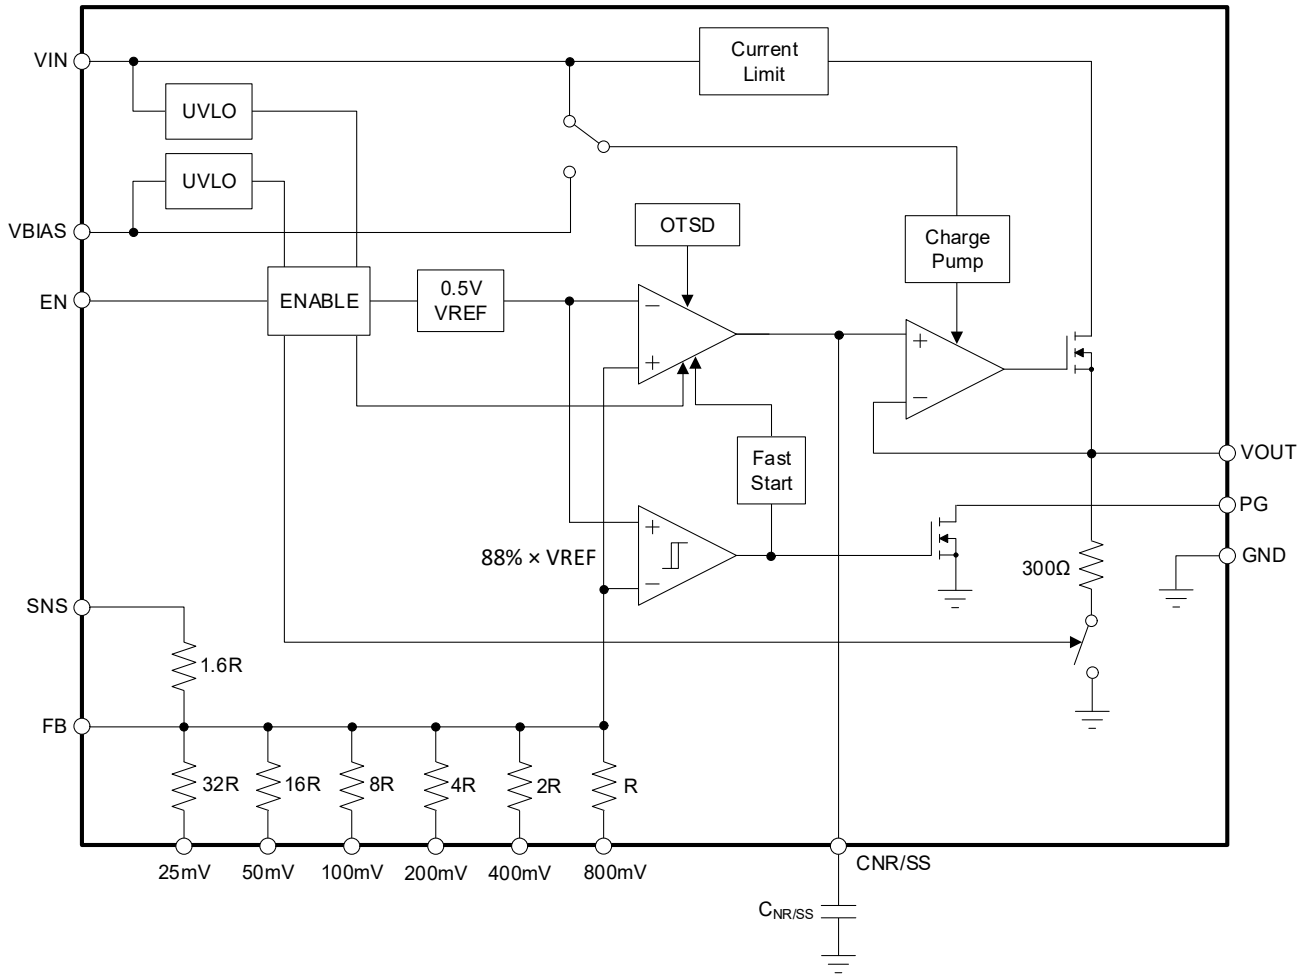 VIN
Current
Limit
UVLO
UVLO
VBIAS
OTSD
Charge
Pump
EN
ENABLE
0.5V
VREF
−
+
+
−
Fast
Start
VOUT
PG
GND
88% × VREF
+
−
300Ω
SNS
1.6R
FB
32R
16R
8R
4R
2R
R
25mV
50mV
100mV
200mV
400mV
800mV
CNR/SS
CNR/SS